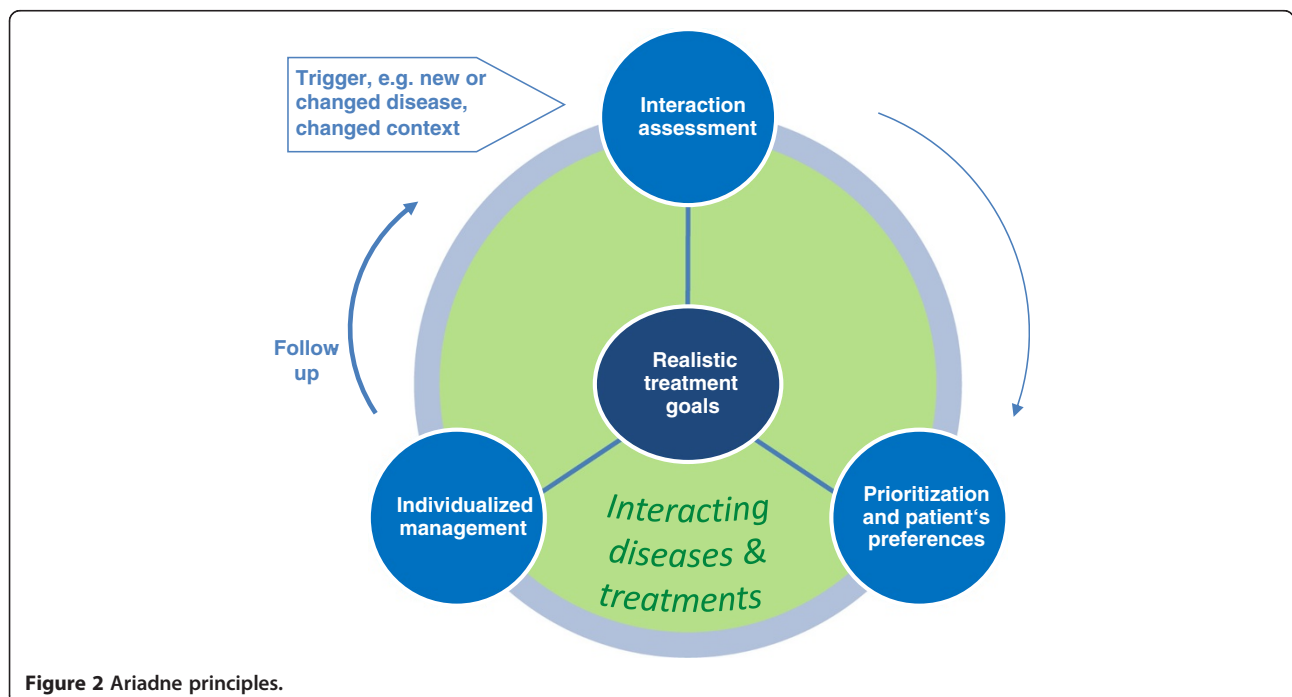 Trigger, e.g. new or
changed disease,
changed context
Interaction
assessment
Follow
up
Realistic
treatment
goals
Individualized
management
Prioritization
and patient‘s
preferences
Interacting
diseases &
treatments
Figure 2 Ariadne principles.